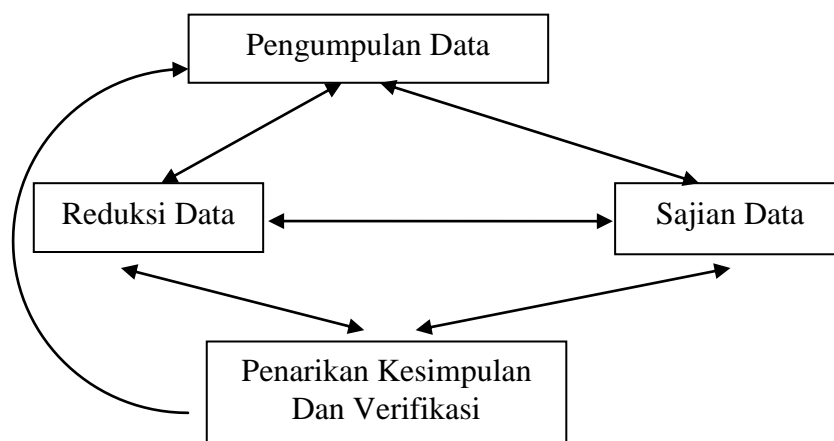 Pengumpulan Data
Reduksi Data
Sajian Data
Penarikan Kesimpulan
Dan Verifikasi